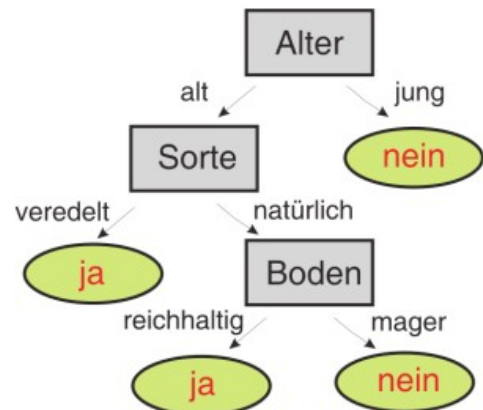 Alter
alt jung
Sorte nein
veredelt natürlich
ja Boden
reichhaltig mager
ja nein